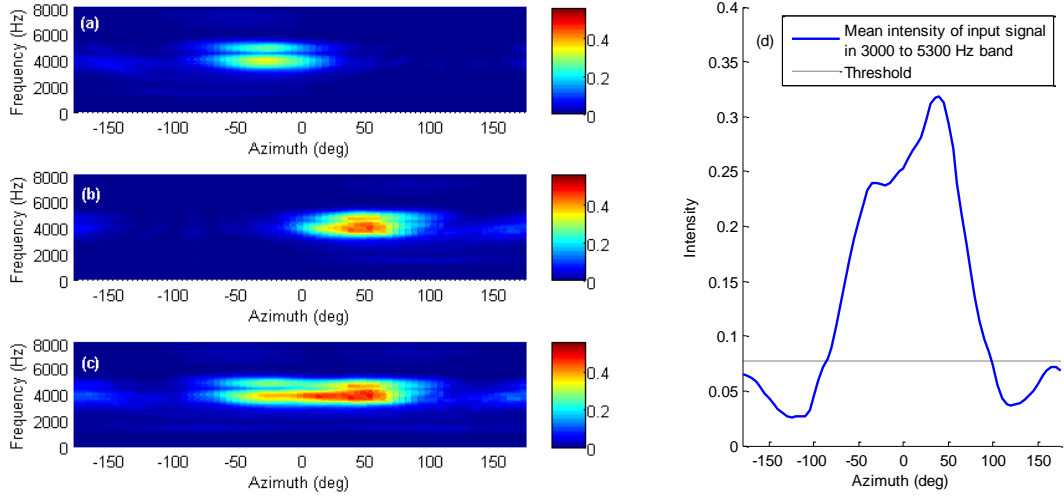 (a)
8000
6000
4000
2000
0
Frequency (Hz)
-150 -100 -50 0 50 100 150
Azimuth (deg)
0.4
0.2
0
(b)
8000
6000
4000
2000
0
Frequency (Hz)
-150 -100 -50 0 50 100 150
Azimuth (deg)
0.4
0.2
0
(c)
8000
6000
4000
2000
0
Frequency (Hz)
-150 -100 -50 0 50 100 150
Azimuth (deg)
0.4
0.2
0
(d)
Mean intensity of input signal
in 3000 to 5300 Hz band
Threshold
0.4
0.35
0.3
0.25
0.2
0.15
0.1
0.05
0
Intensity
-150 -100 -50 0 50 100 150
Azimuth (deg)